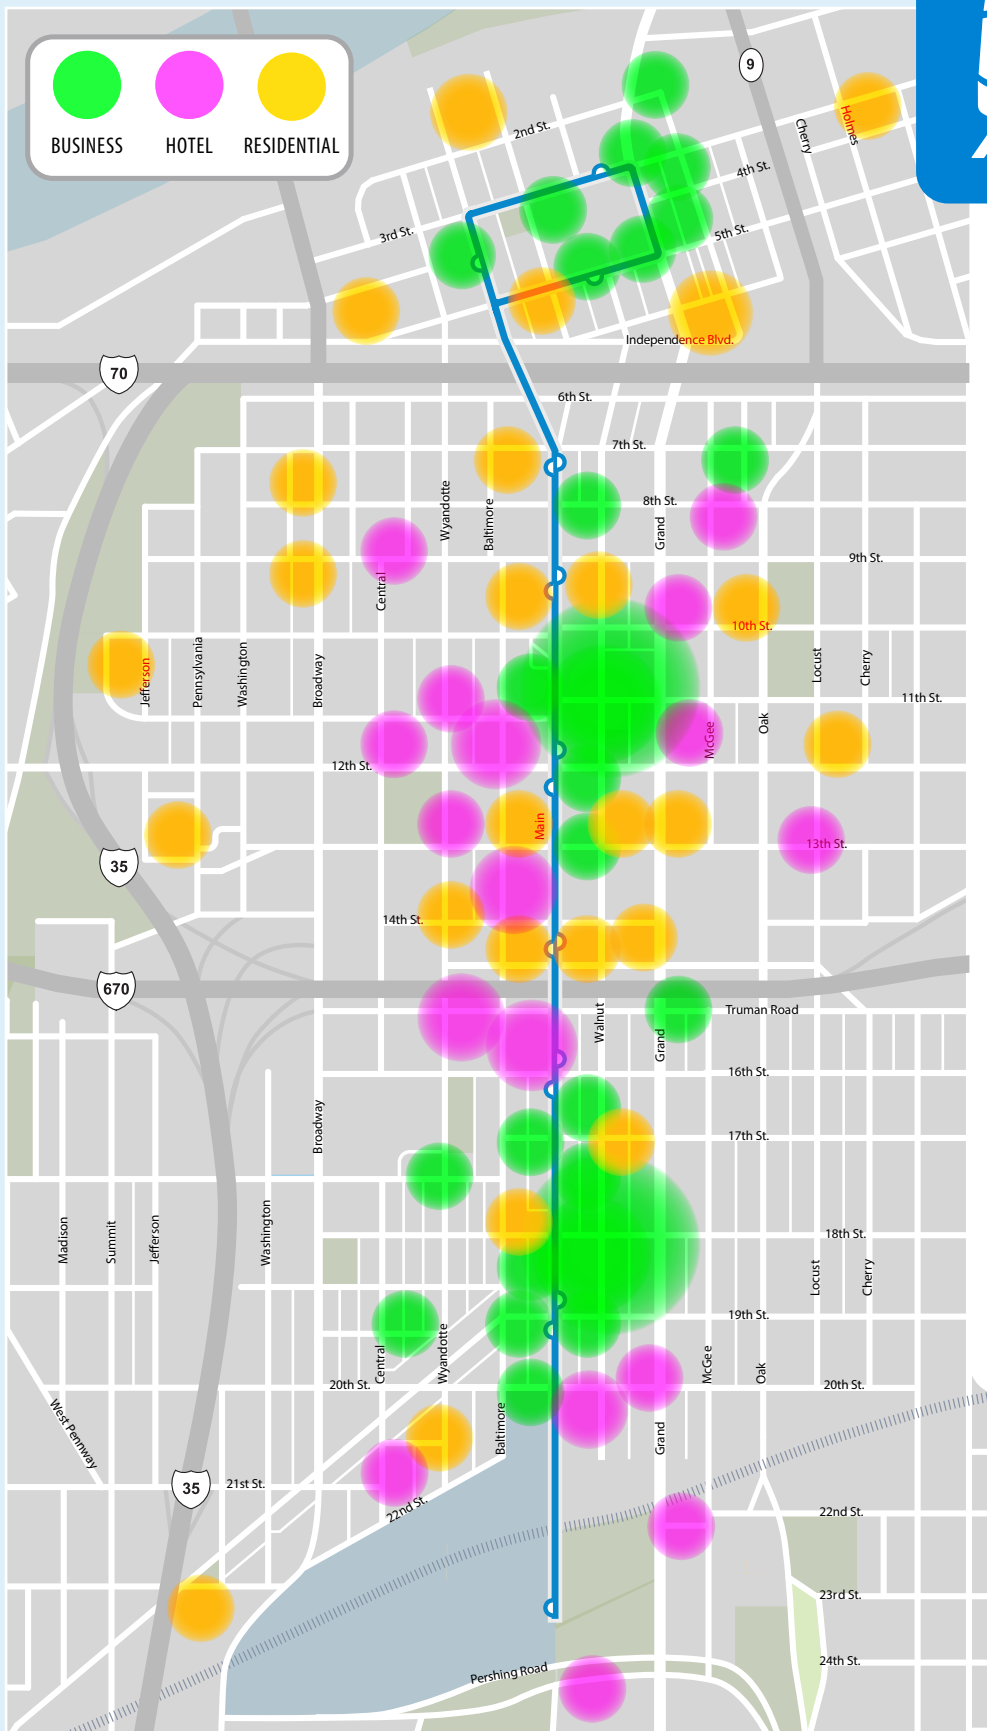 BUSINESS
HOTEL
RESIDENTIAL
9
Cherry
Holmes
2nd St.
4th St.
3rd St.
5th St.
Independence Blvd.
70
6th St.
7th St.
Wyandotte
Baltimore
8th St.
Grand
9th St.
Central
10th St.
Jefferson
Pennsylvania
Washington
Broadway
Locust
Cherry
11th St.
McGee
Oak
12th St.
Main
13th St.
35
14th St.
670
Truman Road
Walnut
Grand
16th St.
Broadway
17th St.
Madison
Summit
Jefferson
Washington
18th St.
Locust
Cherry
19th St.
Central
Wyandotte
McGee
Oak
20th St.
20th St.
West Pennway
Baltimore
Grand
35
21st St.
22nd St.
22nd St.
23rd St.
24th St.
Pershing Road